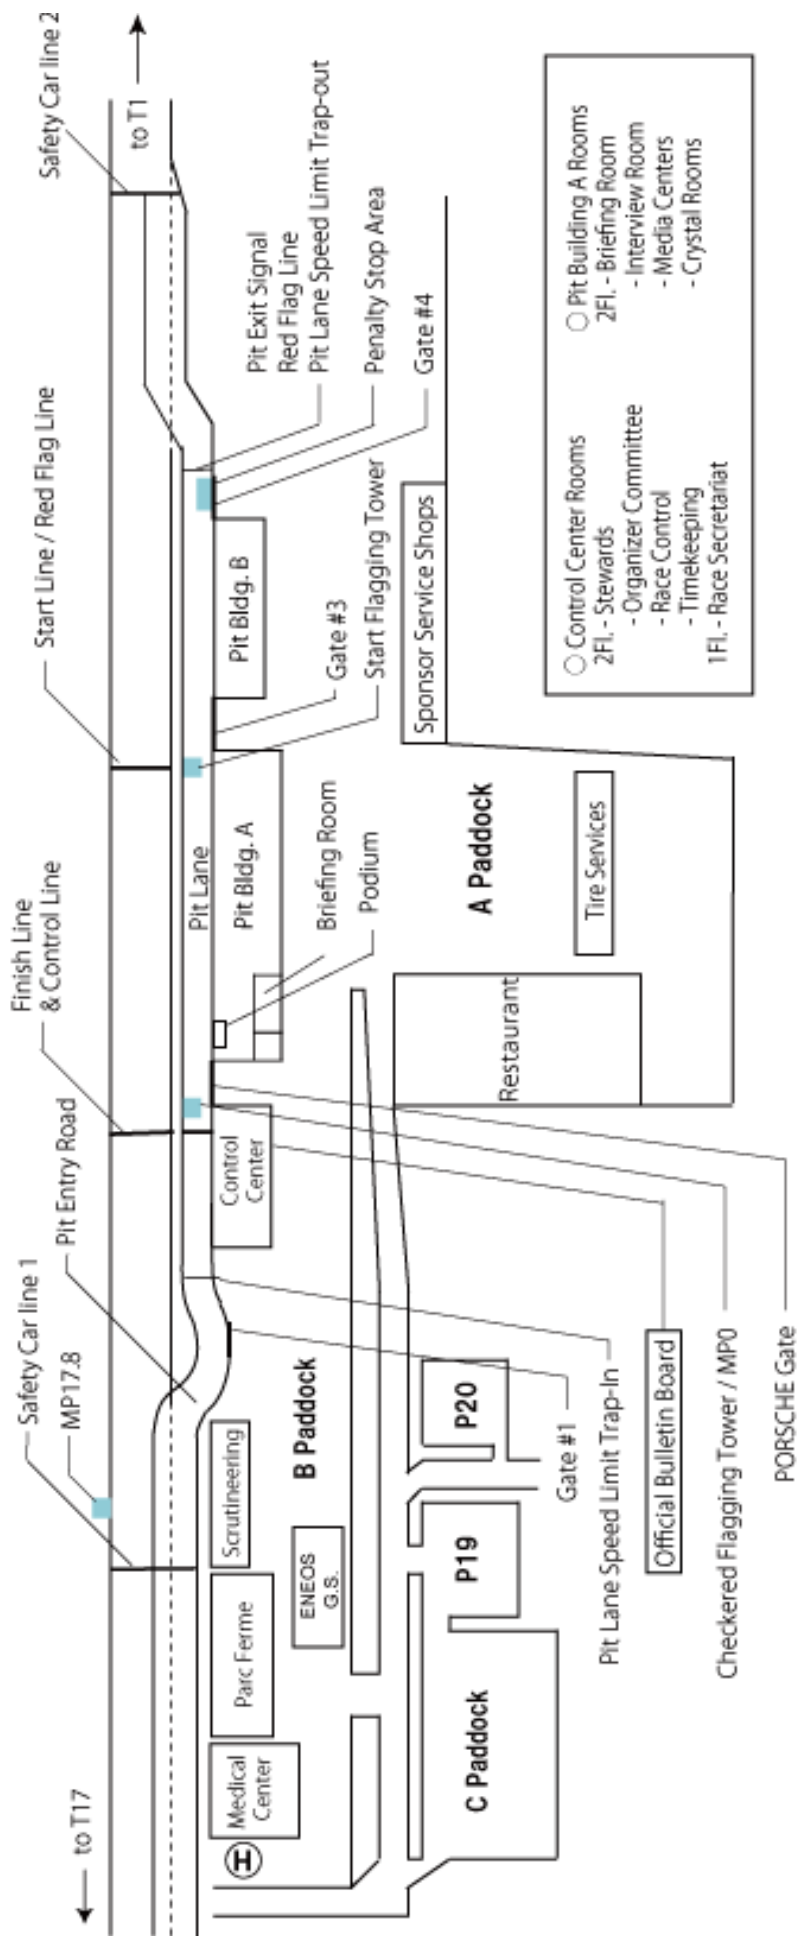 to T17
Safety Car line 1
MP17.8
Pit Entry Road
Finish Line
& Control Line
Start Line / Red Flag Line
Safety Car line 2
to T1
Pit Lane
H
Medical
Center
Parc Ferme
Scrutineering
ENEOS
G.S.
B Paddock
Control
Center
Pit Bldg. A
Briefing Room
Podium
Pit Bldg. B
Gate #3
Start Flagging Tower
Pit Exit Signal
Red Flag Line
Pit Lane Speed Limit Trap-out
Penalty Stop Area
Gate #4
Sponsor Service Shops
A Paddock
Restaurant
Tire Services
C Paddock
P19
P20
Gate #1
Pit Lane Speed Limit Trap-In
Official Bulletin Board
Checkered Flagging Tower / MP0
PORSCHE Gate
○ Control Center Rooms
2Fl. - Stewards
- Organizer Committee
- Race Control
- Timekeeping
1Fl. - Race Secretariat
○ Pit Building A Rooms
2Fl. - Briefing Room
- Interview Room
- Media Centers
- Crystal Rooms